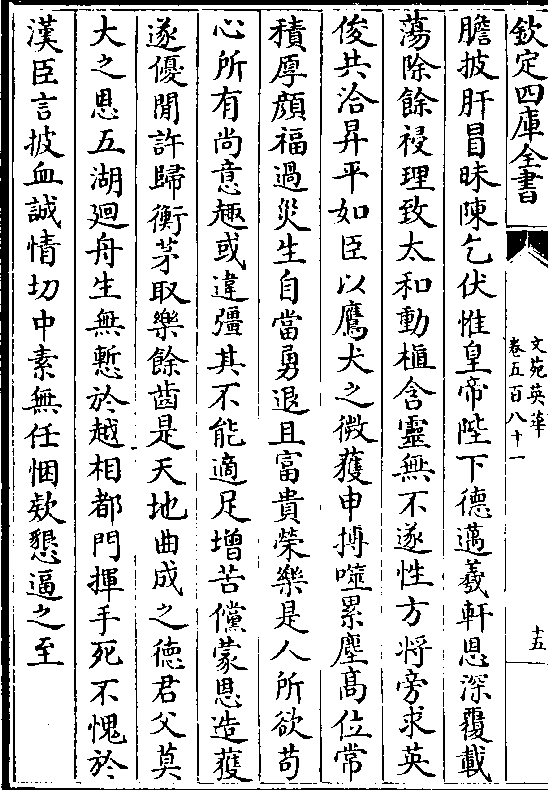 欽定四庫全書
文苑英華
卷五百八十一
十五
膽披肝冒昧陳乞伏惟皇帝陛下德邁羲軒恩深覆載
蕩除餘祲理致太和動植含靈無不遂性方將旁求英
俊共洽昇平如臣以鷹犬之微獲申搏噬累塵高位常
積厚顔福過災生自當勇退且富貴榮樂是人所欲苟
心所有尚意趣或違彊其不能適足增苦儻蒙恩造獲
遂優閒許歸衡茅取樂餘齒是天地曲成之徳君父莫
大之恩五湖廻舟生無慙於越相都門揮手死不愧於
漢臣言披血誠情切中素無任悃欵懇逼之至